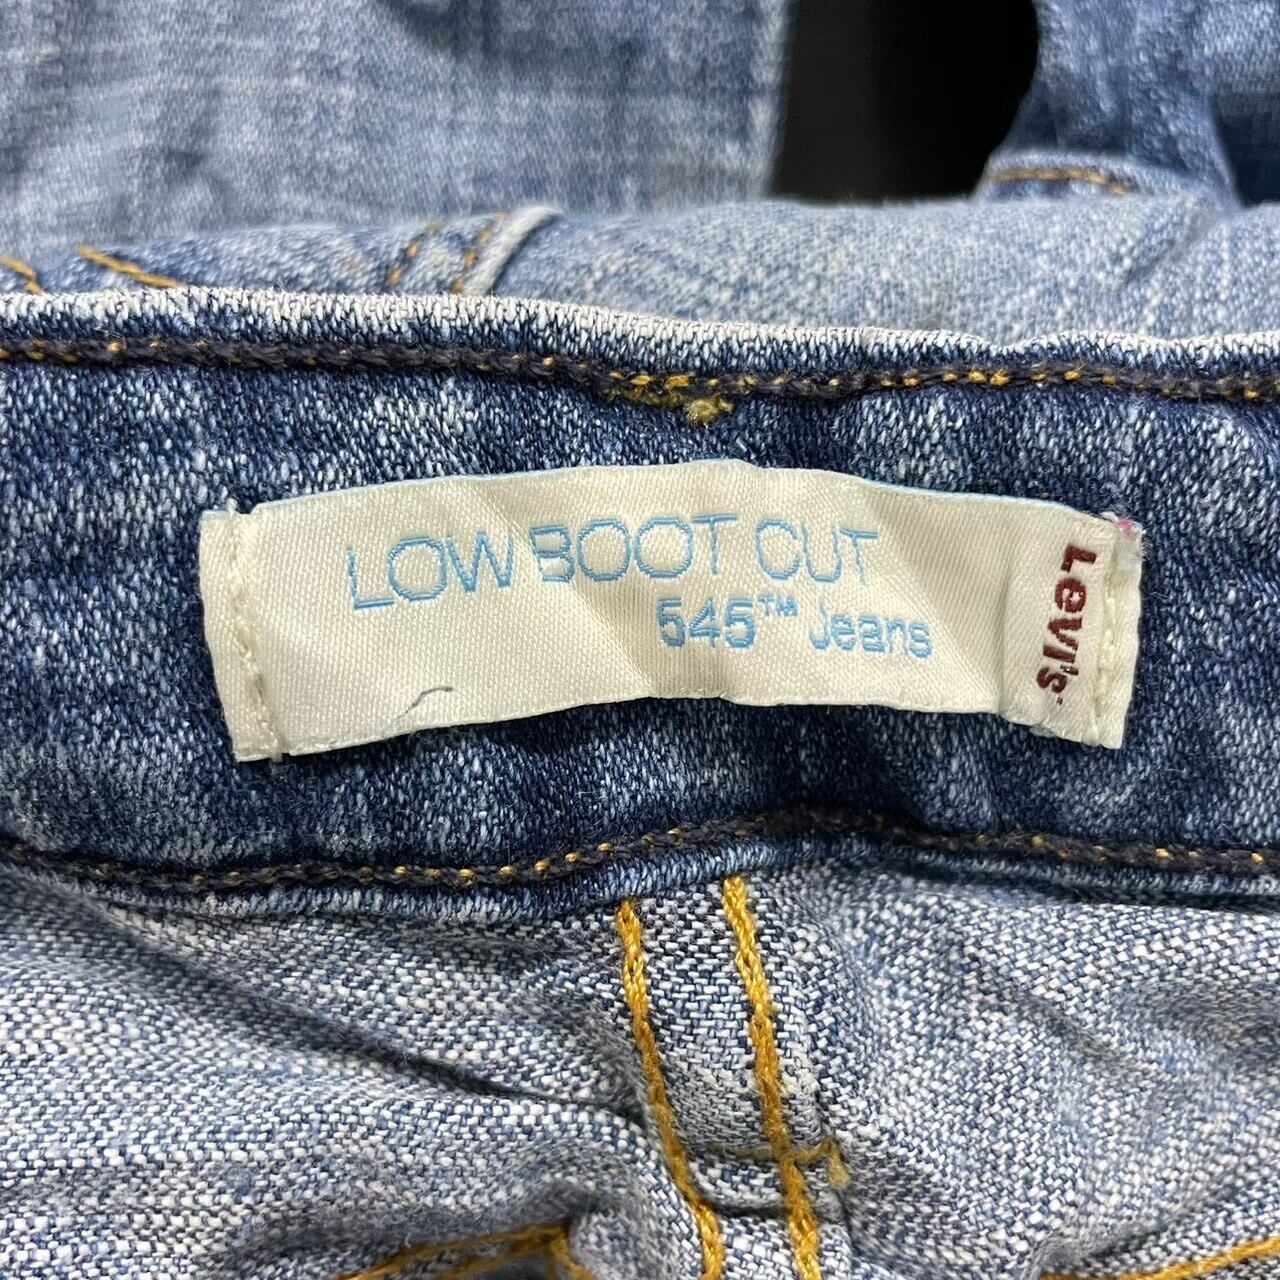 LOW BOOT CUT
545™ Jeans
Levi's